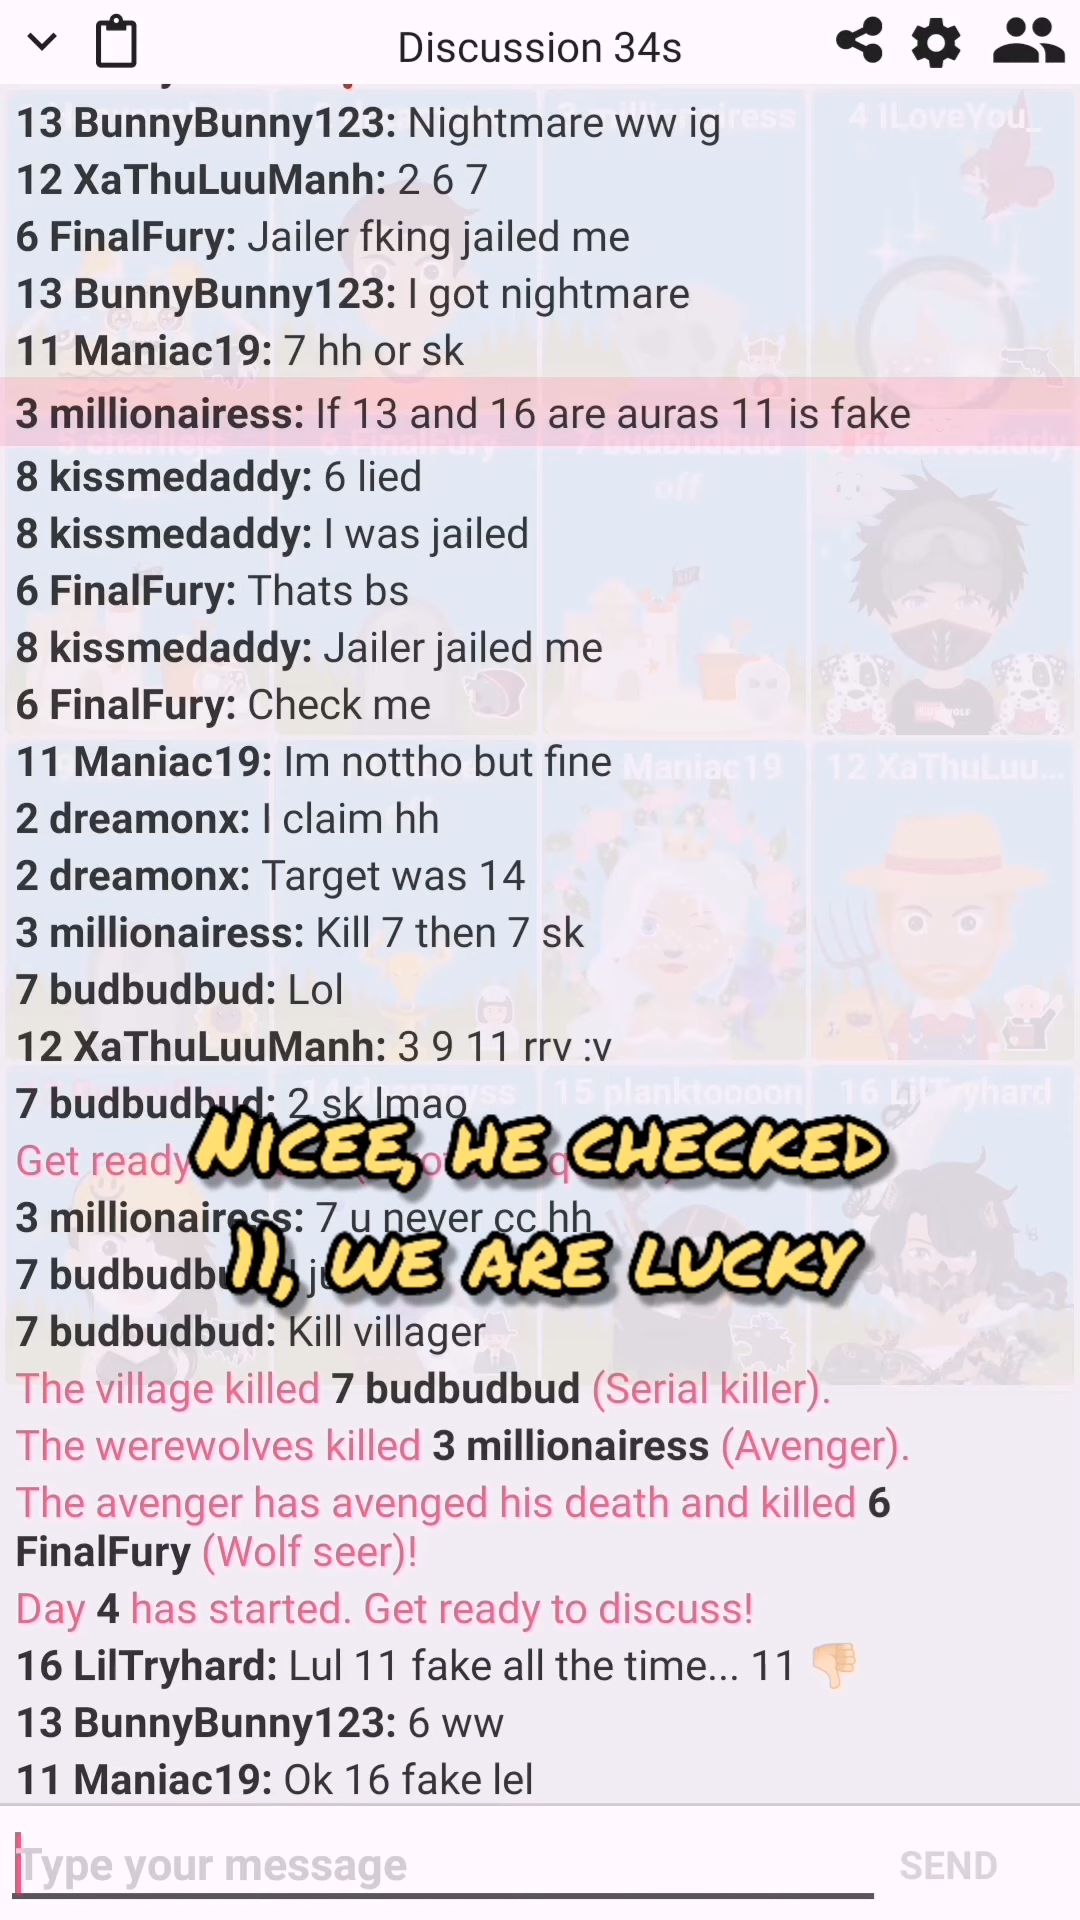 Discussion 34s
13 BunnyBunny123: Nightmare ww ig
12 XaThuLuuManh: 2 6 7
6 FinalFury: Jailer fking jailed me
13 BunnyBunny123: I got nightmare
11 Maniac19: 7 hh or sk
3 millionairess: If 13 and 16 are auras 11 is fake
8 kissmedaddy: 6 lied
8 kissmedaddy: I was jailed
6 FinalFury: Thats bs
8 kissmedaddy: Jailer jailed me
6 FinalFury: Check me
11 Maniac19: Im nottho but fine
2 dreamonx: I claim hh
2 dreamonx: Target was 14
3 millionairess: Kill 7 then 7 sk
7 budbudbud: Lol
12 XaThuLuuManh: 3 9 11 rrv :v
7 budbudbud: 2 sk lmao
Get ready
NICEE, HE CHECKED
3 millionairess: 7 u never cc hh
11, WE ARE LUCKY
7 budbudbu
7 budbudbud: Kill villager
The village killed 7 budbudbud (Serial killer).
The werewolves killed 3 millionairess (Avenger).
The avenger has avenged his death and killed 6
FinalFury (Wolf seer)!
Day 4 has started. Get ready to discuss!
16 LilTryhard: Lul 11 fake all the time... 11 👎🏻
13 BunnyBunny123: 6 ww
11 Maniac19: Ok 16 fake lel
Type your message
SEND